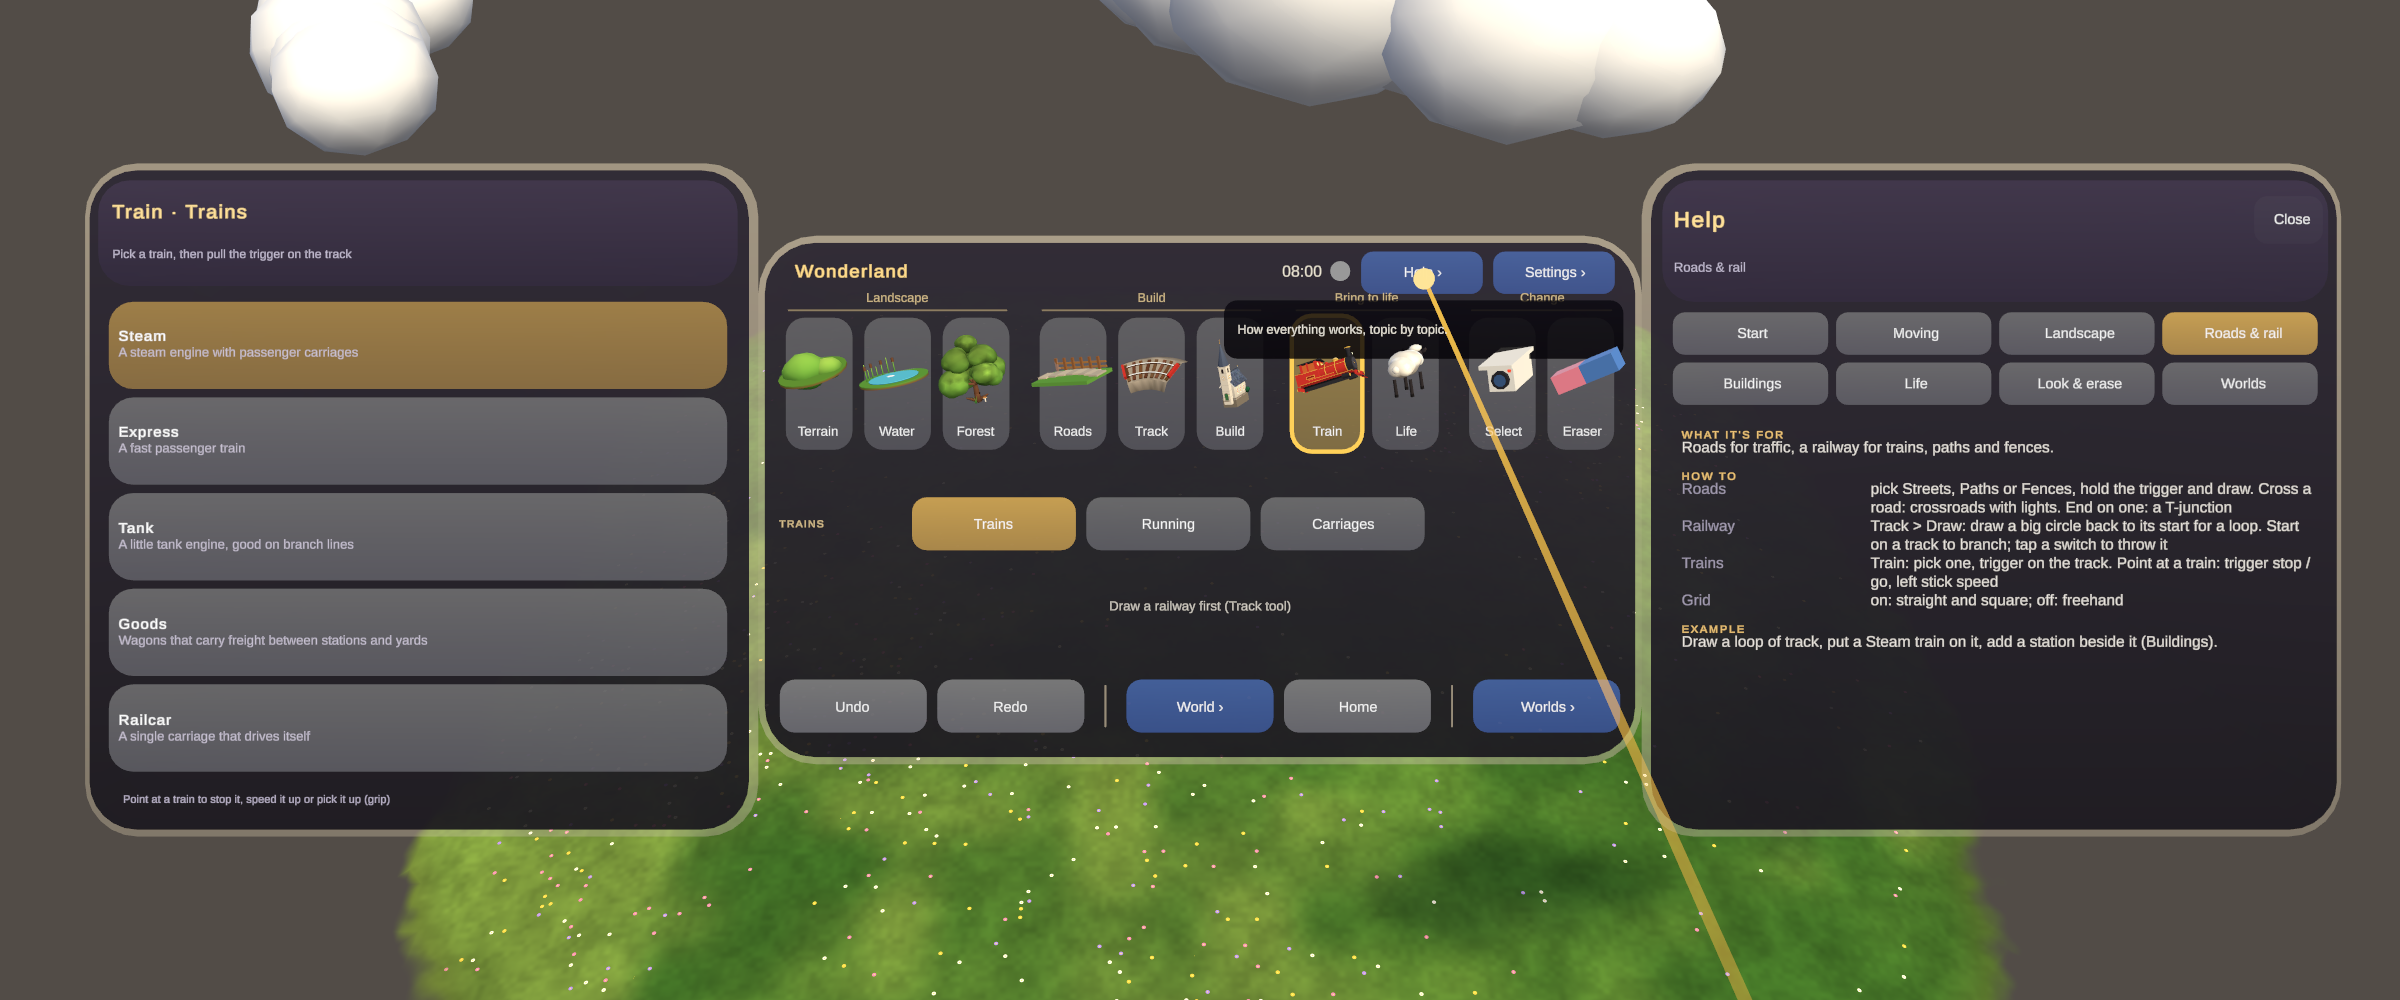 Train · Trains
Pick a train, then pull the trigger on the track
Steam
A steam engine with passenger carriages
Express
A fast passenger train
Tank
A little tank engine, good on branch lines
Goods
Wagons that carry freight between stations and yards
Railcar
A single carriage that drives itself
Point at a train to stop it, speed it up or pick it up (grip)
Wonderland
08:00
Settings ›
Landscape
Build
Bring to life
Change
How everything works, topic by topic.
Terrain
Water
Forest
Roads
Track
Build
Train
Life
Select
Eraser
TRAINS
Trains
Running
Carriages
Draw a railway first (Track tool)
Undo
Redo
World ›
Home
Worlds ›
Help
Close
Roads & rail
Start
Moving
Landscape
Roads & rail
Buildings
Life
Look & erase
Worlds
WHAT IT'S FOR
Roads for traffic, a railway for trains, paths and fences.
HOW TO
Roads pick Streets, Paths or Fences, hold the trigger and draw. Cross a
road: crossroads with lights. End on one: a T-junction
Railway Track > Draw: draw a big circle back to its start for a loop. Start
on a track to branch; tap a switch to throw it
Trains Train: pick one, trigger on the track. Point at a train: trigger stop /
go, left stick speed
Grid on: straight and square; off: freehand
EXAMPLE
Draw a loop of track, put a Steam train on it, add a station beside it (Buildings).